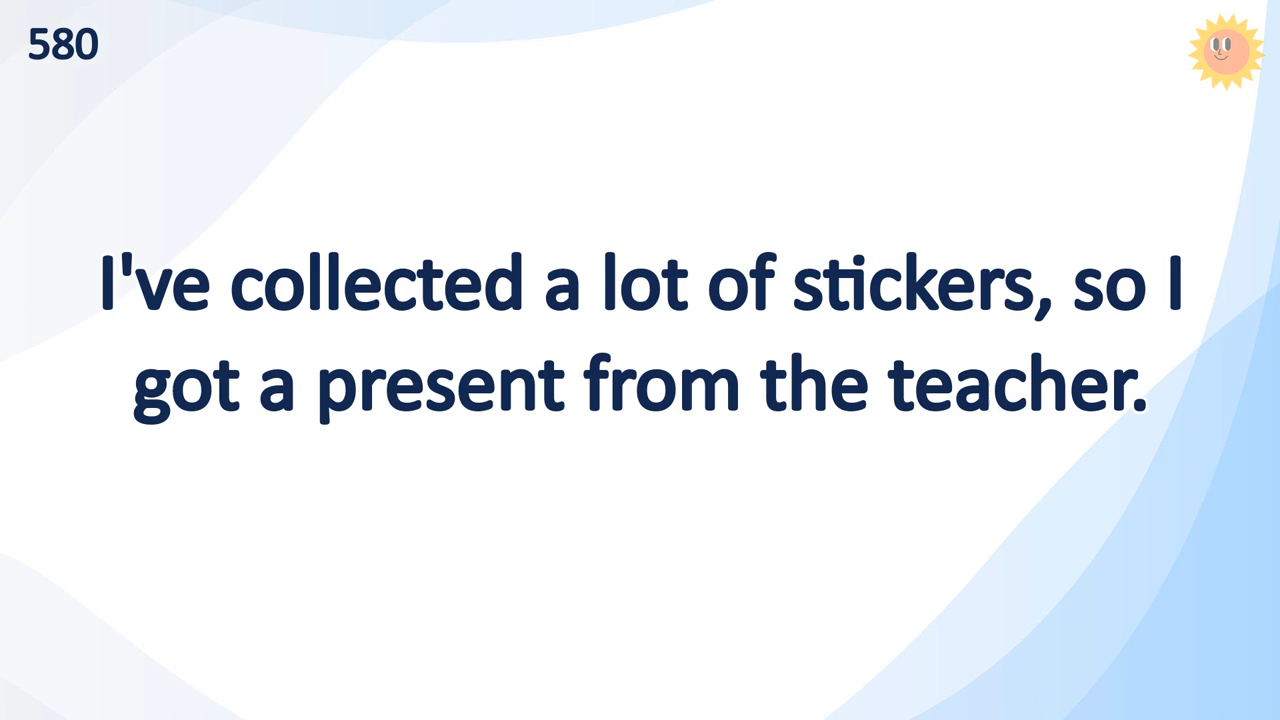 580
I've collected a lot of stickers, so I
got a present from the teacher.